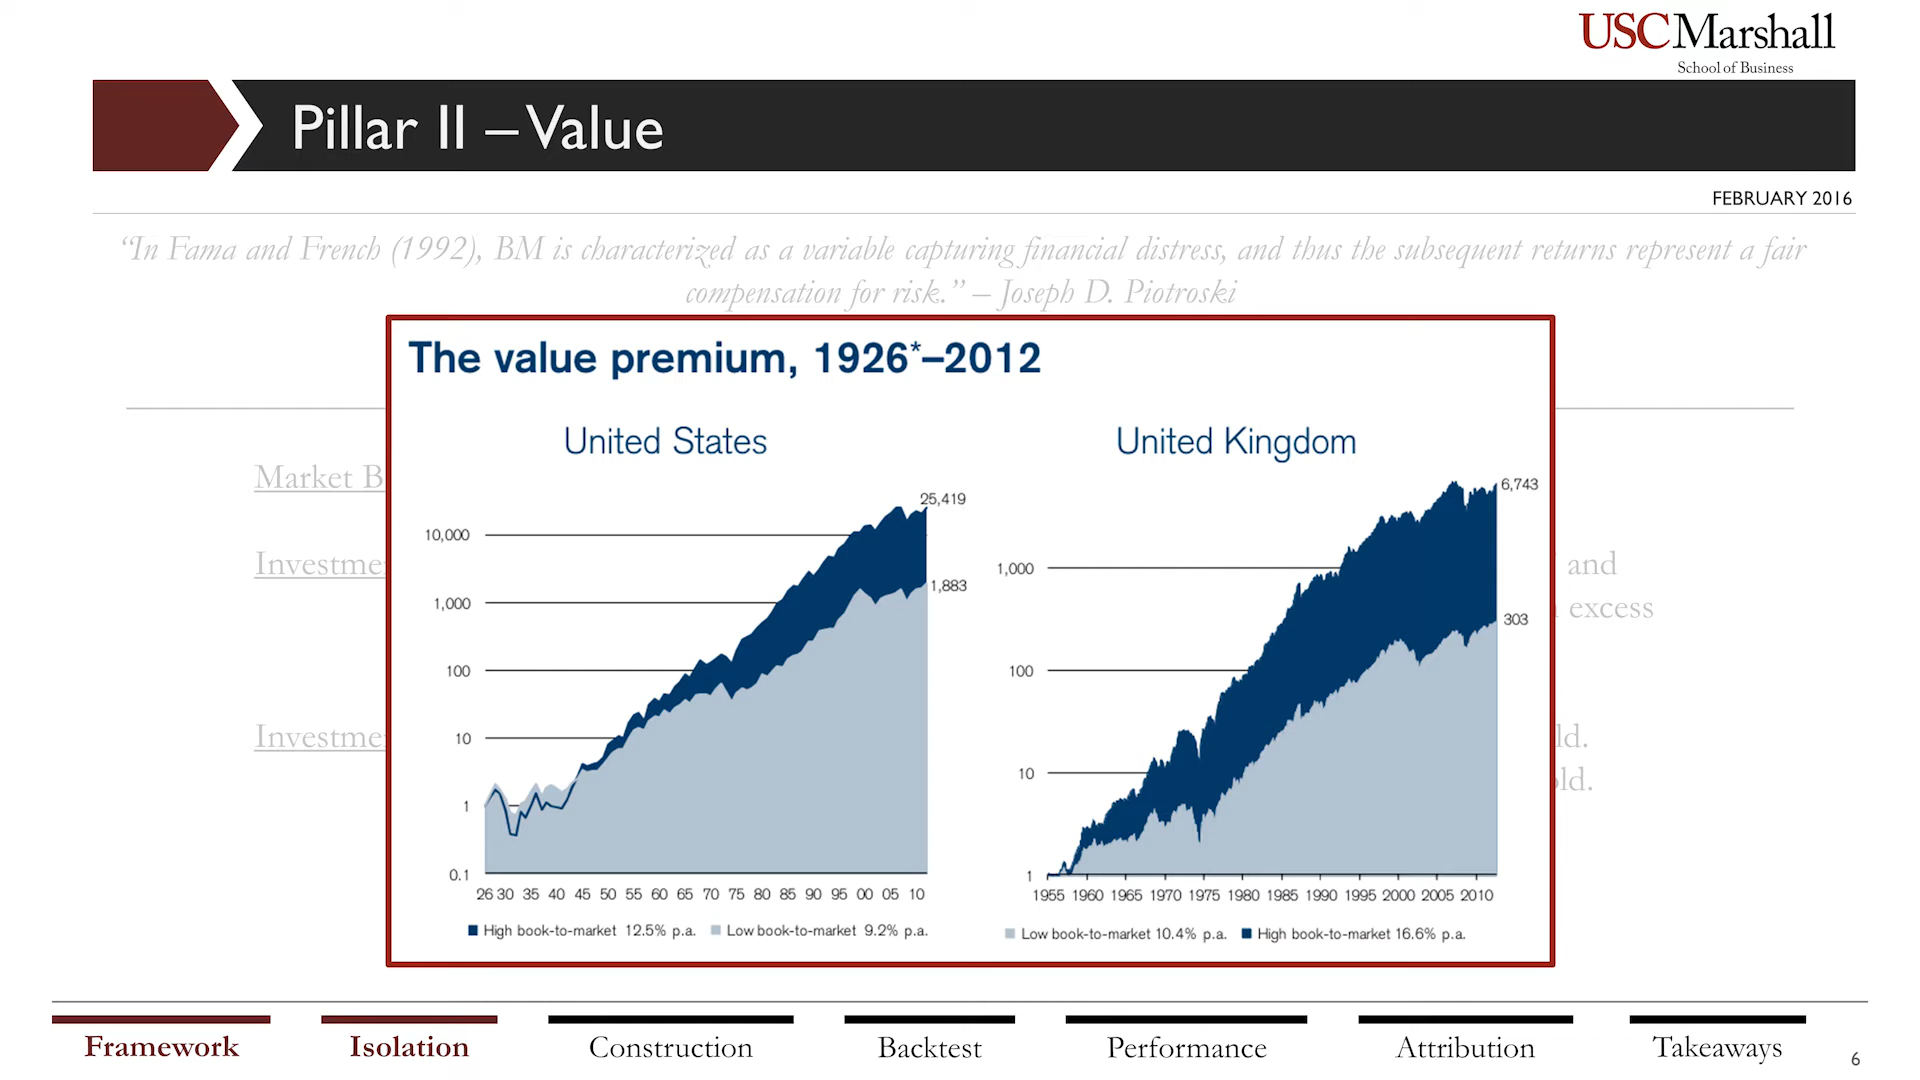 USC Marshall
School of Business
Pillar II – Value
FEBRUARY 2016
“In Fama and French (1992), BM is characterized as a variable capturing financial distress, and thus the subsequent returns represent a fair
compensation for risk.” – Joseph D. Piotroski
The value premium, 1926*–2012
United States
United Kingdom
Market B
Investme
and
excess
Investme
ld.
old.
25,419
1,883
10,000
1,000
100
10
1
0.1
26 30 35 40 45 50 55 60 65 70 75 80 85 90 95 00 05 10
High book-to-market 12.5% p.a. Low book-to-market 9.2% p.a.
6,743
303
1,000
100
10
1
1955 1960 1965 1970 1975 1980 1985 1990 1995 2000 2005 2010
Low book-to-market 10.4% p.a. High book-to-market 16.6% p.a.
Framework Isolation Construction Backtest Performance Attribution Takeaways
6